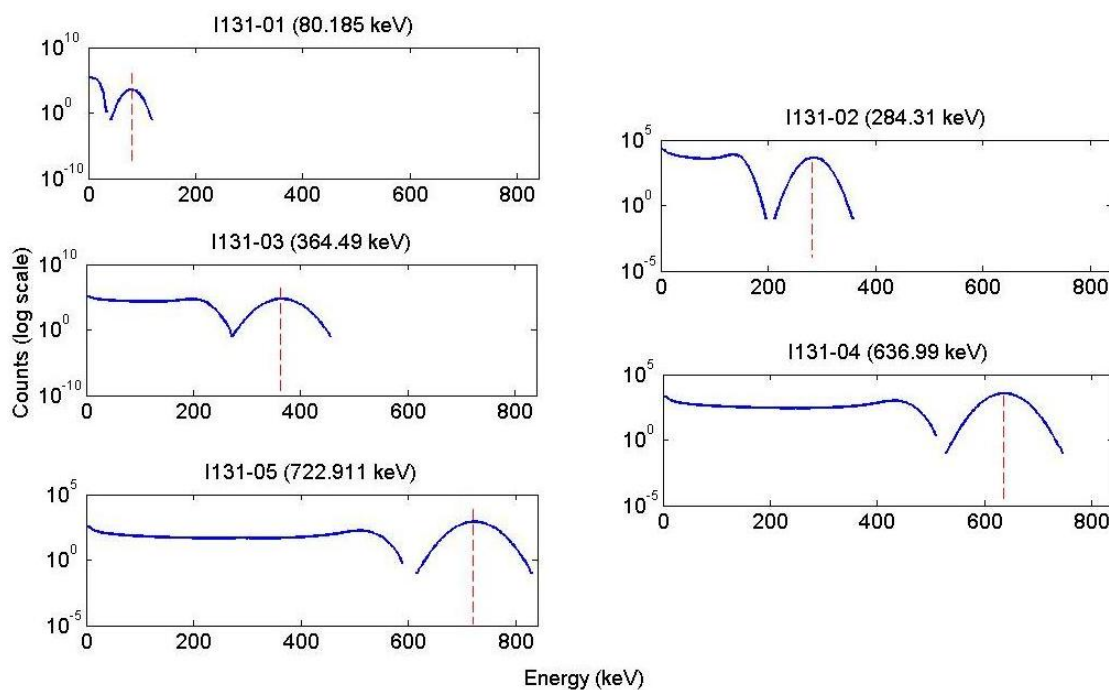 I131-01 (80.185 keV)
10^10
10^0
10^-10
0 200 400 600 800
I131-02 (284.31 keV)
10^5
10^0
10^-5
0 200 400 600 800
I131-03 (364.49 keV)
10^10
10^0
10^-10
0 200 400 600 800
I131-04 (636.99 keV)
10^5
10^0
10^-5
0 200 400 600 800
I131-05 (722.911 keV)
10^5
10^0
10^-5
0 200 400 600 800
Counts (log scale)
Energy (keV)